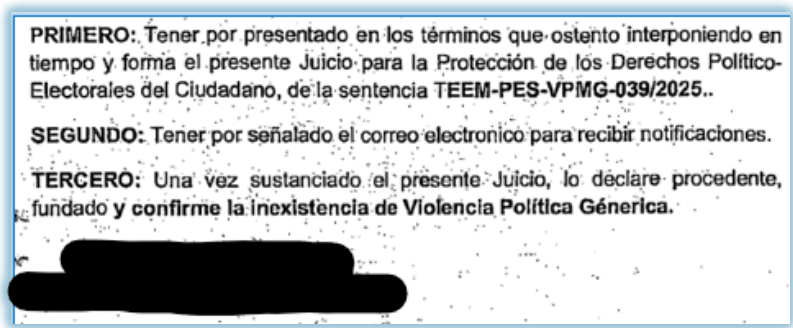 PRIMERO: Tener por presentado en los términos que ostento interponiendo en
tiempo y forma el presente Juicio para la Protección de los Derechos Político-
Electorales del Ciudadano, de la sentencia TEEM-PES-VPMG-039/2025..
SEGUNDO: Tener por señalado el correo electronico para recibir notificaciones.
TERCERO: Una vez sustanciado el presente Juicio, lo declare procedente,
fundado y confirme la inexistencia de Violencia Política Génerica.